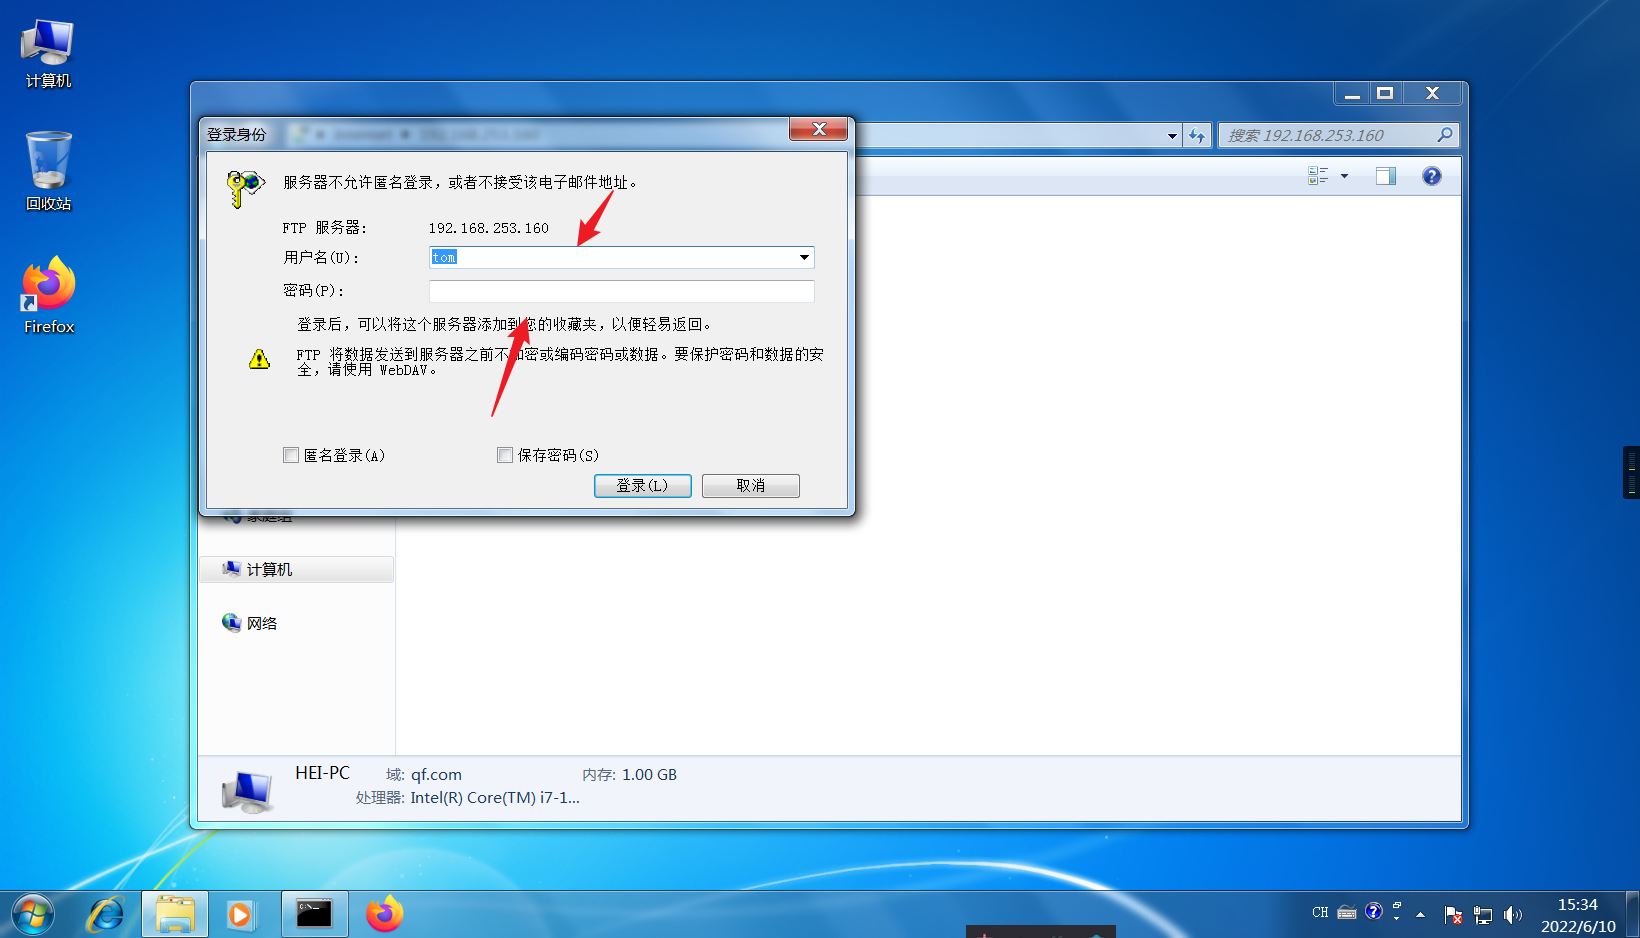 计算机
回收站
Firefox
搜索 192.168.253.160
登录身份
服务器不允许匿名登录，或者不接受该电子邮件地址。
FTP 服务器: 192.168.253.160
用户名(U): tom
密码(P):
登录后，可以将这个服务器添加到您的收藏夹，以便轻易返回。
FTP 将数据发送到服务器之前不加密或编码密码或数据。要保护密码和数据的安
全，请使用 WebDAV。
匿名登录(A) 保存密码(S)
登录(L) 取消
家庭组
计算机
网络
HEI-PC 域: qf.com 内存: 1.00 GB
处理器: Intel(R) Core(TM) i7-1...
CH
15:34
2022/6/10